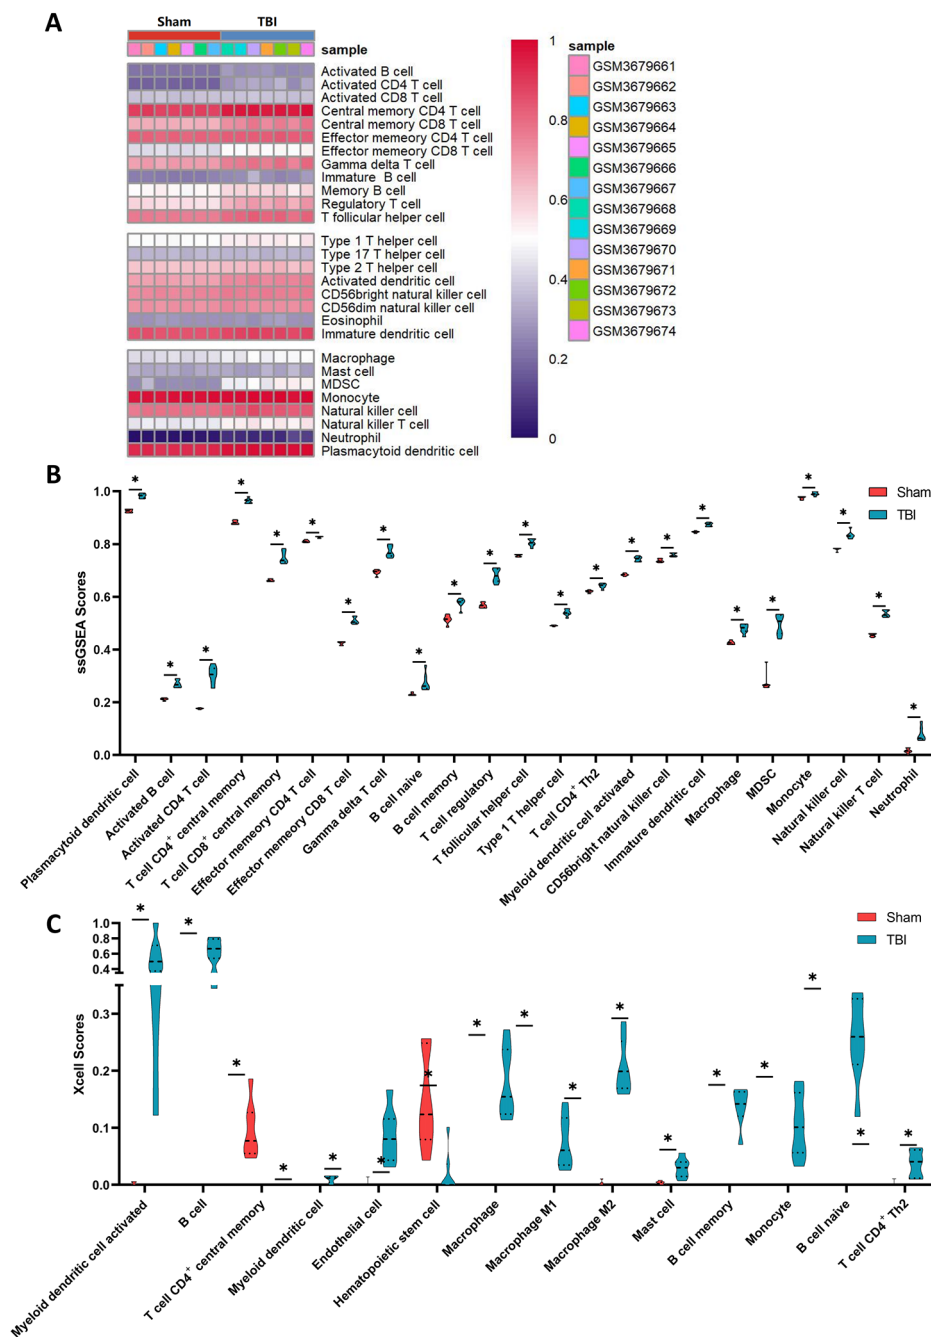 A
Sham TBI
sample
Activated B cell
Activated CD4 T cell
Activated CD8 T cell
Central memory CD4 T cell
Central memory CD8 T cell
Effector memeory CD4 T cell
Effector memeory CD8 T cell
Gamma delta T cell
Immature B cell
Memory B cell
Regulatory T cell
T follicular helper cell
Type 1 T helper cell
Type 17 T helper cell
Type 2 T helper cell
Activated dendritic cell
CD56bright natural killer cell
CD56dim natural killer cell
Eosinophil
Immature dendritic cell
Macrophage
Mast cell
MDSC
Monocyte
Natural killer cell
Natural killer T cell
Neutrophil
Plasmacytoid dendritic cell
1
0.8
0.6
0.4
0.2
0
sample
GSM3679661
GSM3679662
GSM3679663
GSM3679664
GSM3679665
GSM3679666
GSM3679667
GSM3679668
GSM3679669
GSM3679670
GSM3679671
GSM3679672
GSM3679673
GSM3679674
B
ssGSEA Scores
1.0
0.8
0.6
0.4
0.2
0.0
* * * * * * * * * * * * * * * * * * * * * * *
Sham
TBI
Plasmacytoid dendritic cell
Activated B cell
Activated CD4 T cell
T cell CD4+ central memory
T cell CD8+ central memory
Effector memeory CD4 T cell
Effector memeory CD8 T cell
Gamma delta T cell
B cell naive
B cell memory
T cell regulatory
T follicular helper cell
Type 1 T helper cell
T cell CD4+ Th2
Myeloid dendritic cell activated
CD56bright natural killer cell
Immature dendritic cell
Macrophage
MDSC
Monocyte
Natural killer cell
Natural killer T cell
Neutrophil
C
Xcell Scores
1.0
0.8
0.6
0.4
0.3
0.2
0.1
0.0
* * * * * * * * * * * * * * * * *
Sham
TBI
Myeloid dendritic cell activated
B cell
T cell CD4+ central memory
Myeloid dendritic cell
Endothelial cell
Hematopoietic stem cell
Macrophage
Macrophage M1
Macrophage M2
Mast cell
B cell memory
Monocyte
B cell naive
T cell CD4+ Th2